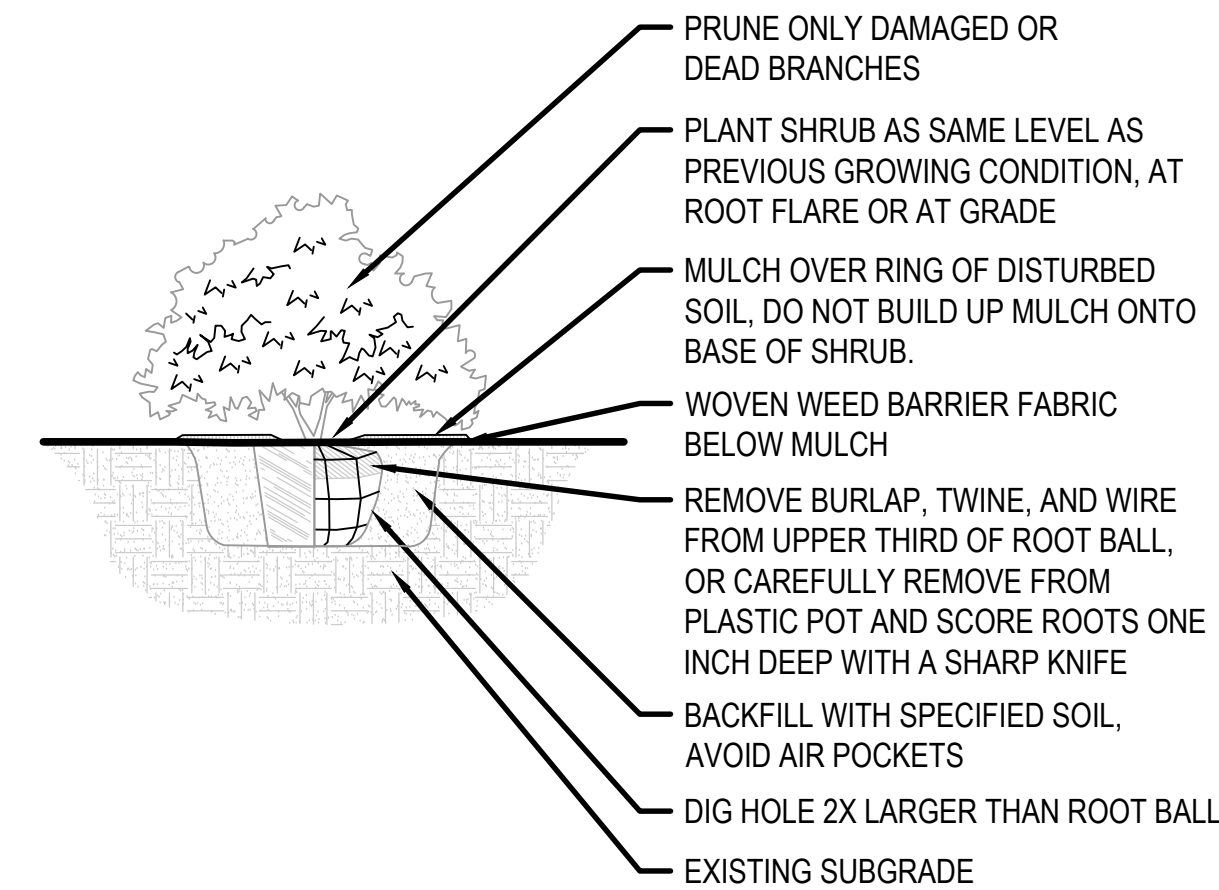 PRUNE ONLY DAMAGED OR
DEAD BRANCHES
PLANT SHRUB AS SAME LEVEL AS
PREVIOUS GROWING CONDITION, AT
ROOT FLARE OR AT GRADE
MULCH OVER RING OF DISTURBED
SOIL, DO NOT BUILD UP MULCH ONTO
BASE OF SHRUB.
WOVEN WEED BARRIER FABRIC
BELOW MULCH
REMOVE BURLAP, TWINE, AND WIRE
FROM UPPER THIRD OF ROOT BALL,
OR CAREFULLY REMOVE FROM
PLASTIC POT AND SCORE ROOTS ONE
INCH DEEP WITH A SHARP KNIFE
BACKFILL WITH SPECIFIED SOIL,
AVOID AIR POCKETS
DIG HOLE 2X LARGER THAN ROOT BALL
EXISTING SUBGRADE